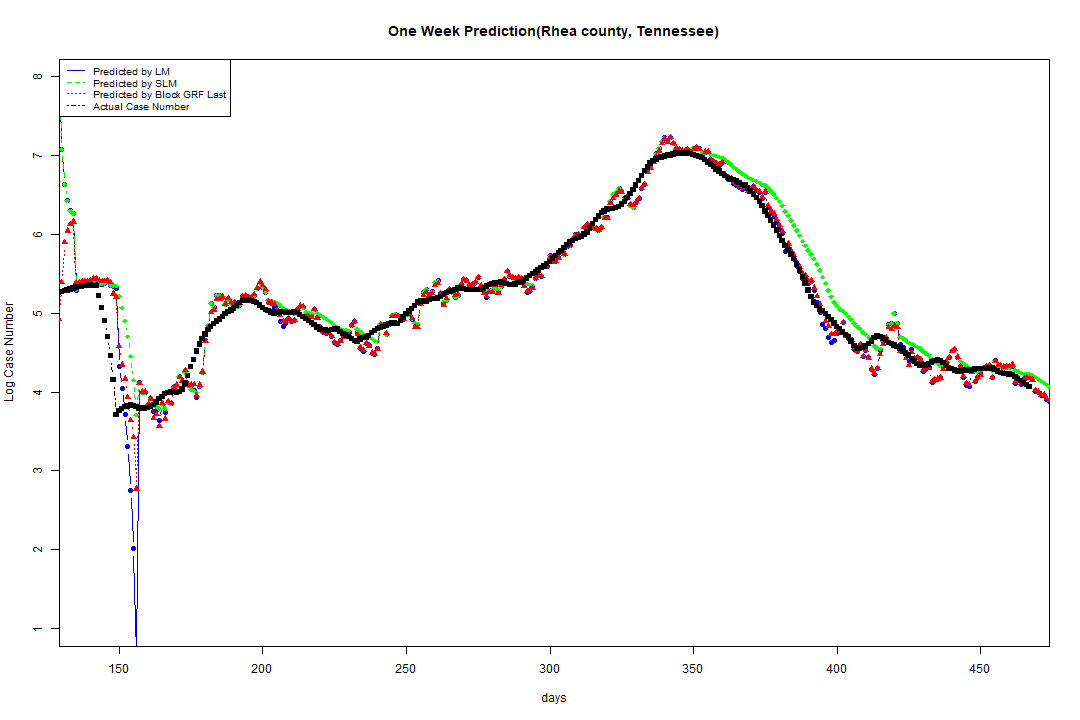 One Week Prediction(Rhea county, Tennessee)
Predicted by LM
Predicted by SLM
Predicted by Block GRF Last
Actual Case Number
8
7
6
5
4
3
2
1
Log Case Number
150 200 250 300 350 400 450
days